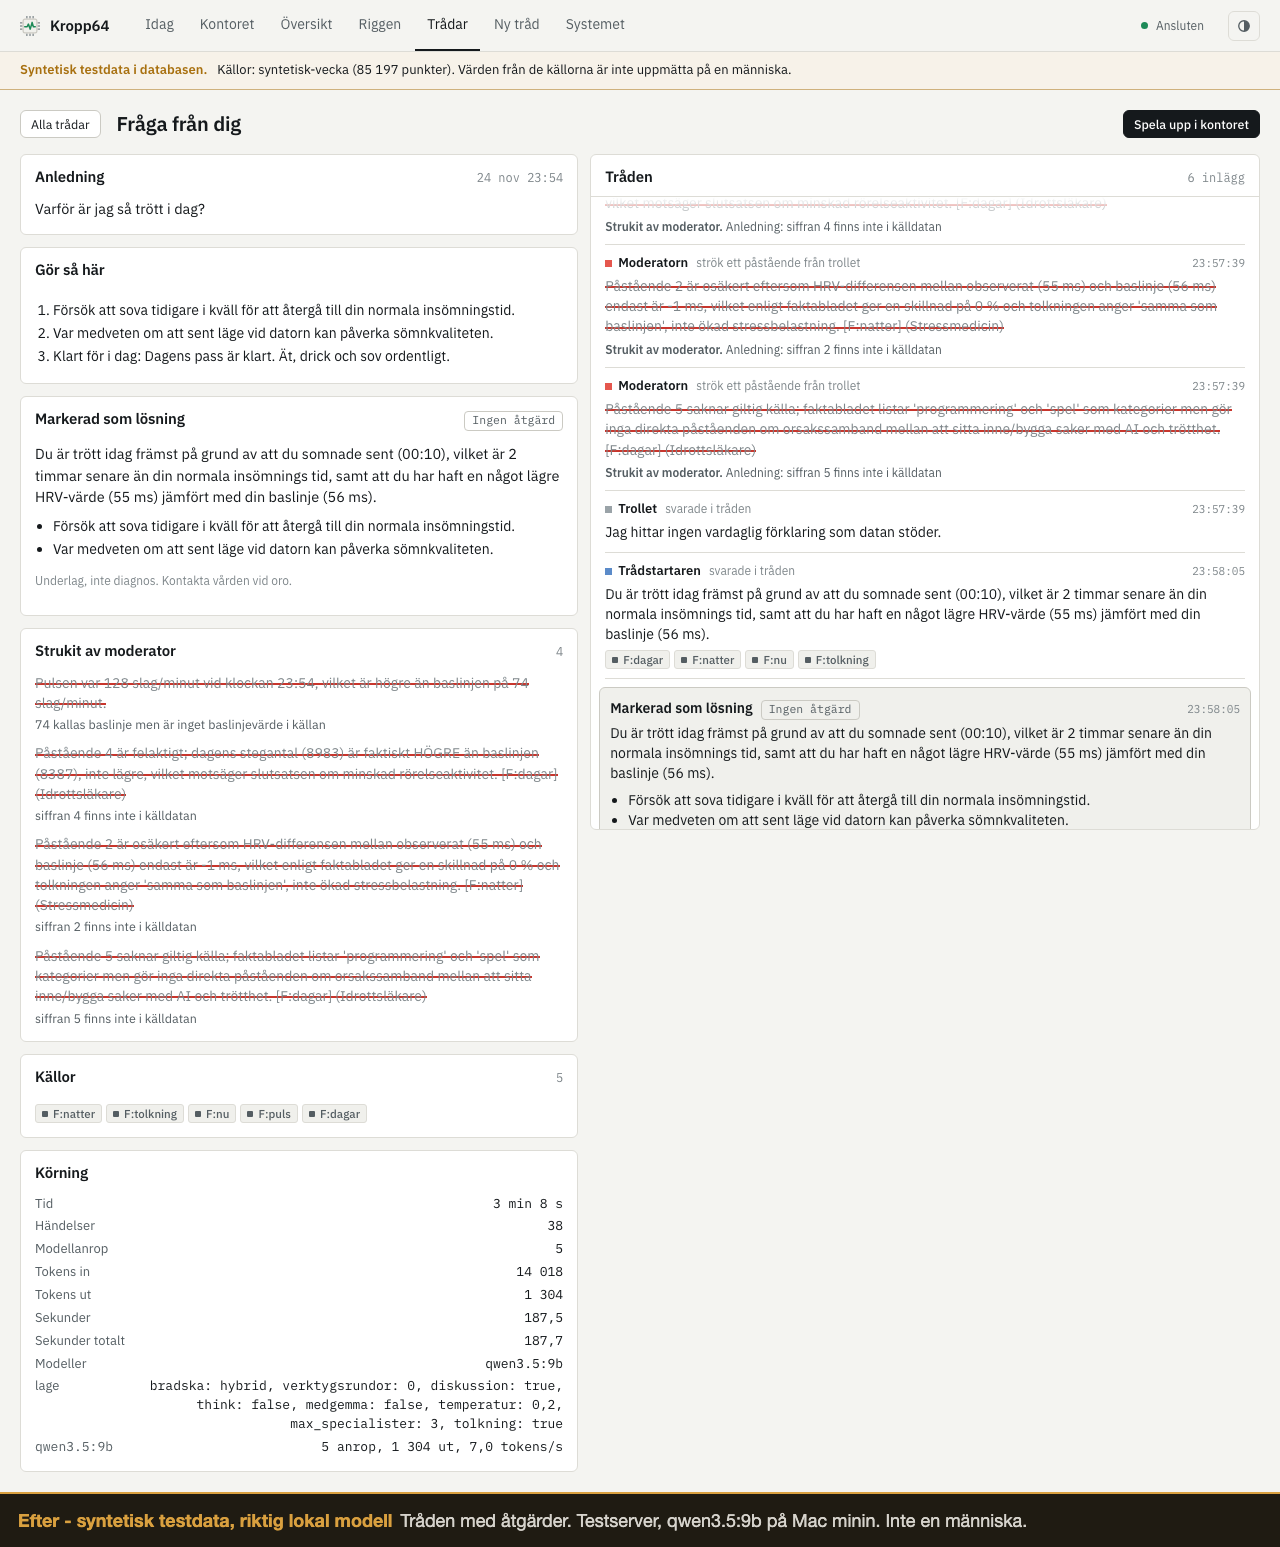 Kropp64
Idag
Kontoret
Översikt
Riggen
Trådar
Ny tråd
Systemet
Ansluten
Syntetisk testdata i databasen. Källor: syntetisk-vecka (85 197 punkter). Värden från de källorna är inte uppmätta på en människa.
Alla trådar
Fråga från dig
Spela upp i kontoret
Anledning
24 nov 23:54
Varför är jag så trött i dag?
Gör så här
1. Försök att sova tidigare i kväll för att återgå till din normala insömningstid.
2. Var medveten om att sent läge vid datorn kan påverka sömnkvaliteten.
3. Klart för i dag: Dagens pass är klart. Ät, drick och sov ordentligt.
Markerad som lösning
Ingen åtgärd
Du är trött idag främst på grund av att du somnade sent (00:10), vilket är 2
timmar senare än din normala insömnings tid, samt att du har haft en något lägre
HRV-värde (55 ms) jämfört med din baslinje (56 ms).
• Försök att sova tidigare i kväll för att återgå till din normala insömningstid.
• Var medveten om att sent läge vid datorn kan påverka sömnkvaliteten.
Underlag, inte diagnos. Kontakta vården vid oro.
Strukit av moderator
4
Pulsen var 128 slag/minut vid klockan 23:54, vilket är högre än baslinjen på 74
slag/minut.
74 kallas baslinje men är inget baslinjevärde i källan
Påstående 4 är felaktigt; dagens stegantal (8983) är faktiskt HÖGRE än baslinjen
(8387), inte lägre, vilket motsäger slutsatsen om minskad rörelseaktivitet. [F:dagar]
(Idrottsläkare)
siffran 4 finns inte i källdatan
Påstående 2 är osäkert eftersom HRV-differensen mellan observerat (55 ms) och
baslinje (56 ms) endast är -1 ms, vilket enligt faktabladet ger en skillnad på 0 % och
tolkningen anger 'samma som baslinjen', inte ökad stressbelastning. [F:natter]
(Stressmedicin)
siffran 2 finns inte i källdatan
Påstående 5 saknar giltig källa; faktabladet listar 'programmering' och 'spel' som
kategorier men gör inga direkta påståenden om orsakssamband mellan att sitta
inne/bygga saker med AI och trötthet. [F:dagar] (Idrottsläkare)
siffran 5 finns inte i källdatan
Källor
5
F:natter
F:tolkning
F:nu
F:puls
F:dagar
Körning
Tid 3 min 8 s
Händelser 38
Modellanrop 5
Tokens in 14 018
Tokens ut 1 304
Sekunder 187,5
Sekunder totalt 187,7
Modeller qwen3.5:9b
lage bradska: hybrid, verktygsrundor: 0, diskussion: true,
think: false, medgemma: false, temperatur: 0,2,
max_specialister: 3, tolkning: true
qwen3.5:9b 5 anrop, 1 304 ut, 7,0 tokens/s
Tråden
6 inlägg
vilket motsäger slutsatsen om minskad rörelseaktivitet. [F:dagar] (Idrottsläkare)
Strukit av moderator. Anledning: siffran 4 finns inte i källdatan
Moderatorn strök ett påstående från trollet 23:57:39
Påstående 2 är osäkert eftersom HRV-differensen mellan observerat (55 ms) och baslinje (56 ms)
endast är -1 ms, vilket enligt faktabladet ger en skillnad på 0 % och tolkningen anger 'samma som
baslinjen', inte ökad stressbelastning. [F:natter] (Stressmedicin)
Strukit av moderator. Anledning: siffran 2 finns inte i källdatan
Moderatorn strök ett påstående från trollet 23:57:39
Påstående 5 saknar giltig källa; faktabladet listar 'programmering' och 'spel' som kategorier men gör
inga direkta påståenden om orsakssamband mellan att sitta inne/bygga saker med AI och trötthet.
[F:dagar] (Idrottsläkare)
Strukit av moderator. Anledning: siffran 5 finns inte i källdatan
Trollet svarade i tråden 23:57:39
Jag hittar ingen vardaglig förklaring som datan stöder.
Trådstartaren svarade i tråden 23:58:05
Du är trött idag främst på grund av att du somnade sent (00:10), vilket är 2 timmar senare än din
normala insömnings tid, samt att du har haft en något lägre HRV-värde (55 ms) jämfört med din
baslinje (56 ms).
F:dagar
F:natter
F:nu
F:tolkning
Markerad som lösning Ingen åtgärd 23:58:05
Du är trött idag främst på grund av att du somnade sent (00:10), vilket är 2 timmar senare än din
normala insömnings tid, samt att du har haft en något lägre HRV-värde (55 ms) jämfört med din
baslinje (56 ms).
• Försök att sova tidigare i kväll för att återgå till din normala insömningstid.
• Var medveten om att sent läge vid datorn kan påverka sömnkvaliteten.
Efter - syntetisk testdata, riktig lokal modell Tråden med åtgärder. Testserver, qwen3.5:9b på Mac minin. Inte en människa.